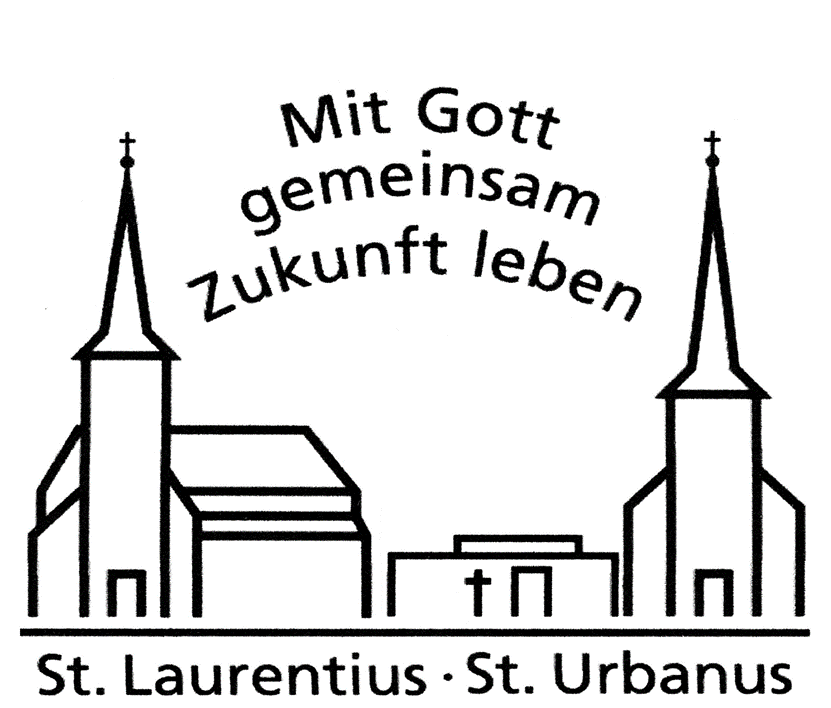 Mit Gott
gemeinsam
Zukunft leben
St. Laurentius · St. Urbanus